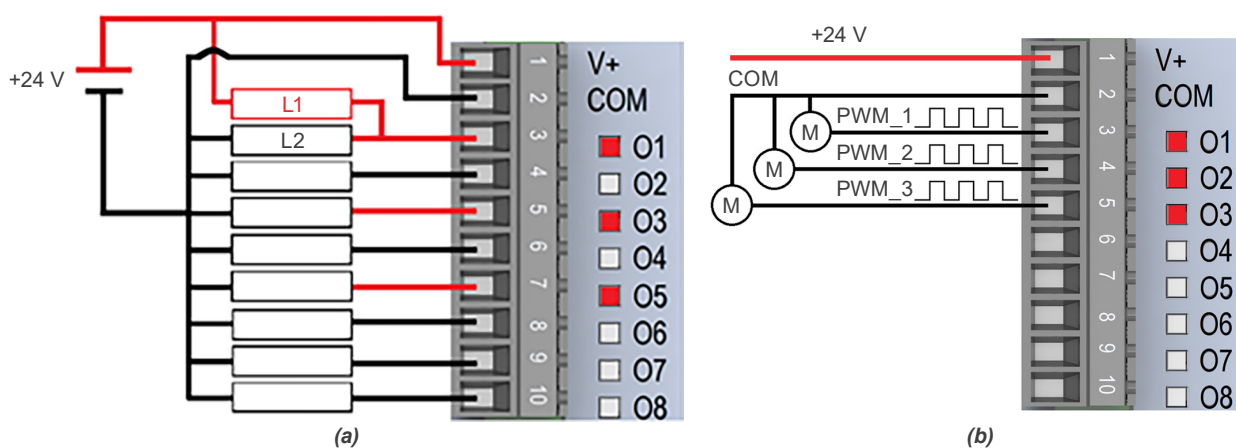 +24 V
L1
L2
1
2
3
4
5
6
7
8
9
10
V+
COM
O1
O2
O3
O4
O5
O6
O7
O8
(a)
+24 V
COM
M
PWM_1
M
PWM_2
M
PWM_3
1
2
3
4
5
6
7
8
9
10
V+
COM
O1
O2
O3
O4
O5
O6
O7
O8
(b)